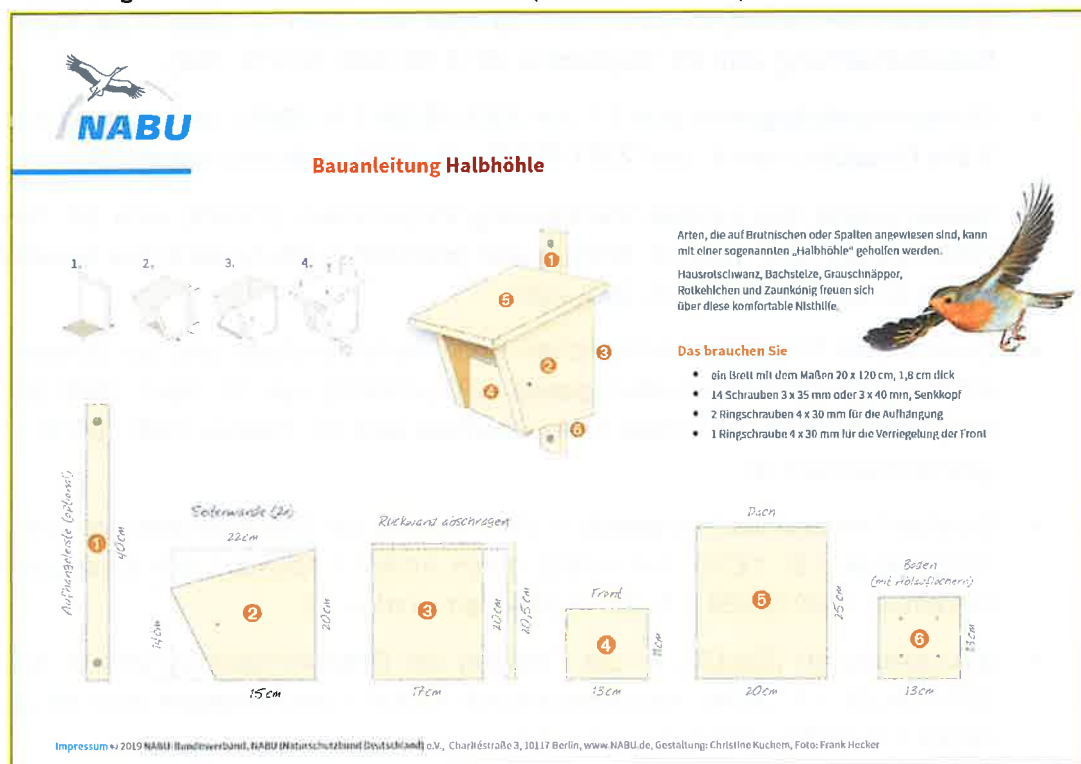 NABU
Bauanleitung Halbhöhle
Arten, die auf Brutnischen oder Spalten angewiesen sind, kann
mit einer sogenannten „Halbhöhle“ geholfen werden.
Hausrotschwanz, Bachstelze, Grauschnäpper,
Rotkehlchen und Zaunkönig freuen sich
über diese komfortable Nisthilfe.
Das brauchen Sie
• ein Brett mit dem Maßen 20 x 120 cm, 1,8 cm dick
• 14 Schrauben 3 x 35 mm oder 3 x 40 mm, Senkkopf
• 2 Ringschrauben 4 x 30 mm für die Aufhängung
• 1 Ringschraube 4 x 30 mm für die Verriegelung der Front
1. 2. 3. 4.
1
5
2
3
4
6
Aufhängeleiste (optional)
1
40cm
Seitenwände (2x)
22cm
14cm
2
20cm
15cm
Rückwand abschrägen
3
20cm
20,5cm
17cm
Front
4
11cm
13cm
Dach
5
25cm
20cm
Boden
(mit Ablauflöchern)
6
13cm
13cm
Impressum © 2019 NABU-Bundesverband, NABU (Naturschutzbund Deutschland) e.V., Charitéstraße 3, 10117 Berlin, www.NABU.de, Gestaltung: Christine Kuchem, Foto: Frank Hecker